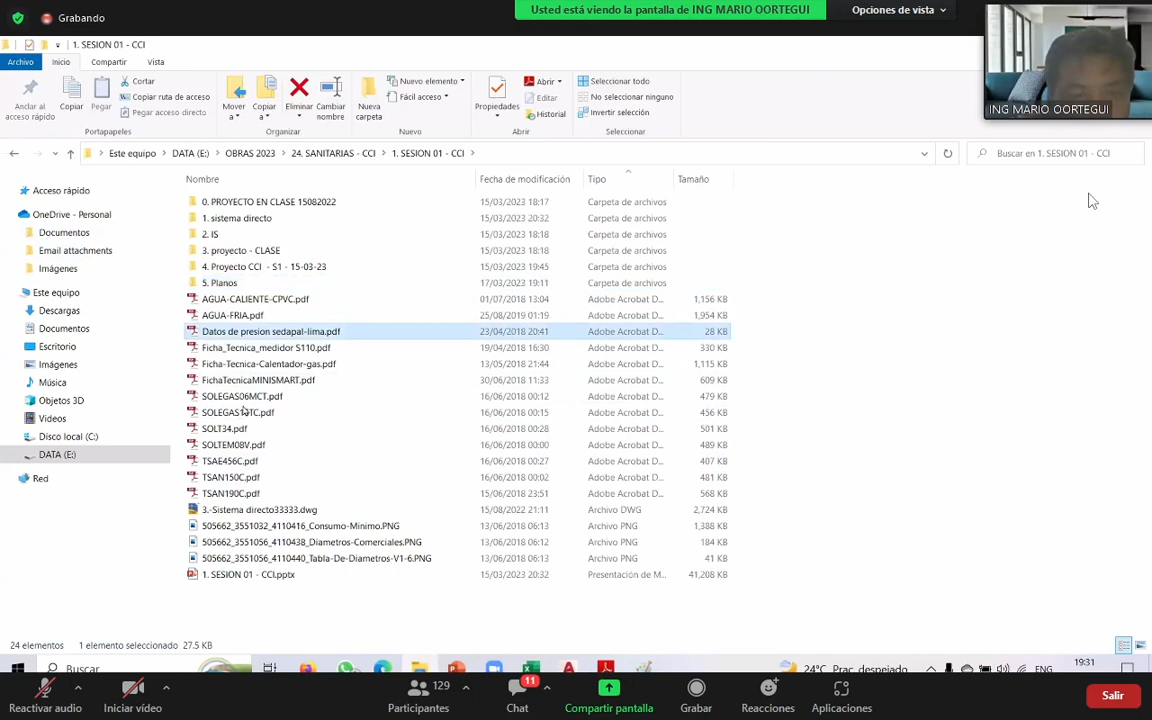 Grabando
Usted está viendo la pantalla de ING MARIO OORTEGUI
Opciones de vista
1. SESION 01 - CCI
Archivo Inicio Compartir Vista
Anclar al acceso rápido
Copiar
Pegar
Cortar
Copiar ruta de acceso
Pegar acceso directo
Portapapeles
Mover a
Copiar a
Eliminar
Cambiar nombre
Organizar
Nueva carpeta
Nuevo elemento
Fácil acceso
Nuevo
Propiedades
Abrir
Editar
Historial
Abrir
Seleccionar todo
No seleccionar ninguno
Invertir selección
Seleccionar
ING MARIO OORTEGUI
Este equipo > DATA (E:) > OBRAS 2023 > 24. SANITARIAS - CCI > 1. SESION 01 - CCI >
Buscar en 1. SESION 01 - CCI
Acceso rápido
OneDrive - Personal
Documentos
Email attachments
Imágenes
Este equipo
Descargas
Documentos
Escritorio
Imágenes
Música
Objetos 3D
Videos
Disco local (C:)
DATA (E:)
Red
Nombre Fecha de modificación Tipo Tamaño
0. PROYECTO EN CLASE 15082022 15/03/2023 18:17 Carpeta de archivos
1. sistema directo 15/03/2023 20:32 Carpeta de archivos
2. IS 15/03/2023 18:18 Carpeta de archivos
3. proyecto - CLASE 15/03/2023 18:18 Carpeta de archivos
4. Proyecto CCI - S1 - 15-03-23 15/03/2023 19:45 Carpeta de archivos
5. Planos 17/03/2023 19:11 Carpeta de archivos
AGUA-CALIENTE-CPVC.pdf 01/07/2018 13:04 Adobe Acrobat D... 1,156 KB
AGUA-FRIA.pdf 25/08/2019 01:19 Adobe Acrobat D... 1,954 KB
Datos de presion sedapal-lima.pdf 23/04/2018 20:41 Adobe Acrobat D... 28 KB
Ficha_Tecnica_medidor S110.pdf 19/04/2018 16:30 Adobe Acrobat D... 330 KB
Ficha-Tecnica-Calentador-gas.pdf 13/05/2018 21:44 Adobe Acrobat D... 1,115 KB
FichaTecnicaMINISMART.pdf 30/06/2018 11:33 Adobe Acrobat D... 609 KB
SOLEGAS06MCT.pdf 16/06/2018 00:12 Adobe Acrobat D... 479 KB
16/06/2018 00:15 Adobe Acrobat D... 456 KB
SOLT34.pdf 16/06/2018 00:28 Adobe Acrobat D... 431 KB
SOLTEM08V.pdf 16/06/2018 00:00 Adobe Acrobat D... 489 KB
TSAE456C.pdf 16/06/2018 00:27 Adobe Acrobat D... 407 KB
TSAN150C.pdf 16/06/2018 00:02 Adobe Acrobat D... 481 KB
TSAN190C.pdf 15/06/2018 23:51 Adobe Acrobat D... 568 KB
3.-Sistema directo33333.dwg 15/08/2022 21:11 Archivo DWG 2,724 KB
505662_3551032_4110416_Consumo-Minimo.PNG 13/06/2018 06:13 Archivo PNG 1,388 KB
505662_3551056_4110438_Diametros-Comerciales.PNG 13/06/2018 06:12 Archivo PNG 184 KB
505662_3551056_4110440_Tabla-De-Diametros-V1-6.PNG 13/06/2018 06:13 Archivo PNG 41 KB
1. SESION 01 - CCI.pptx 15/03/2023 20:32 Presentación de M... 41,208 KB
24 elementos 1 elemento seleccionado 27.5 KB
Buscar
24°C Prac. despejado
ENG
19:31
Reactivar audio
Iniciar vídeo
129
Participantes
11
Chat
Compartir pantalla
Grabar
Reacciones
Aplicaciones
Salir